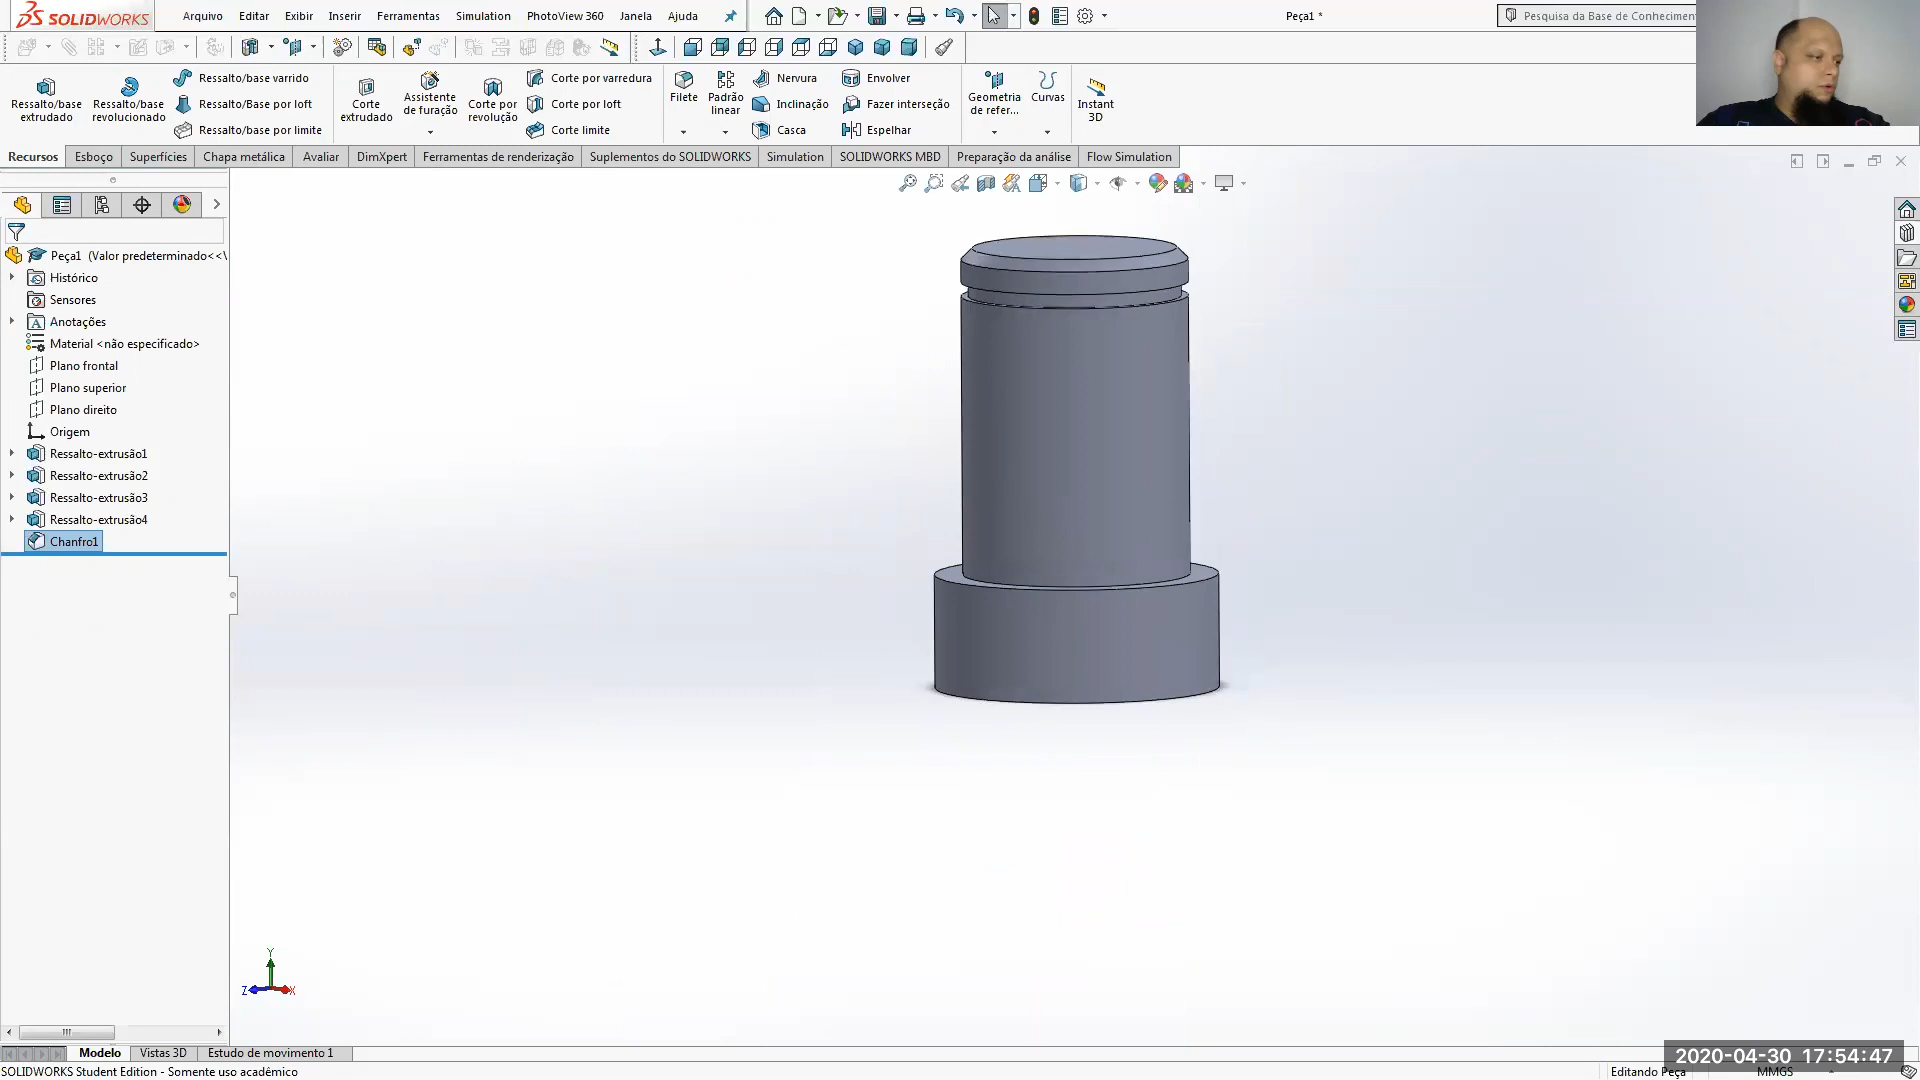 SOLIDWORKS
Arquivo Editar Exibir Inserir Ferramentas Simulation PhotoView 360 Janela Ajuda
Peça1 *
Pesquisa da Base de Conhecimen
Ressalto/base extrudado
Ressalto/base revolucionado
Ressalto/base varrido
Ressalto/Base por loft
Ressalto/base por limite
Corte extrudado
Assistente de furação
Corte por revolução
Corte por varredura
Corte por loft
Corte limite
Filete
Padrão linear
Nervura
Inclinação
Casca
Envolver
Fazer interseção
Espelhar
Geometria de refer...
Curvas
Instant 3D
Recursos Esboço Superfícies Chapa metálica Avaliar DimXpert Ferramentas de renderização Suplementos do SOLIDWORKS Simulation SOLIDWORKS MBD Preparação da análise Flow Simulation
Peça1 (Valor predeterminado<<\
Histórico
Sensores
Anotações
Material <não especificado>
Plano frontal
Plano superior
Plano direito
Origem
Ressalto-extrusão1
Ressalto-extrusão2
Ressalto-extrusão3
Ressalto-extrusão4
Chanfro1
Y
Z X
Modelo Vistas 3D Estudo de movimento 1
2020-04-30 17:54:47
SOLIDWORKS Student Edition - Somente uso acadêmico
Editando Peça MMGS